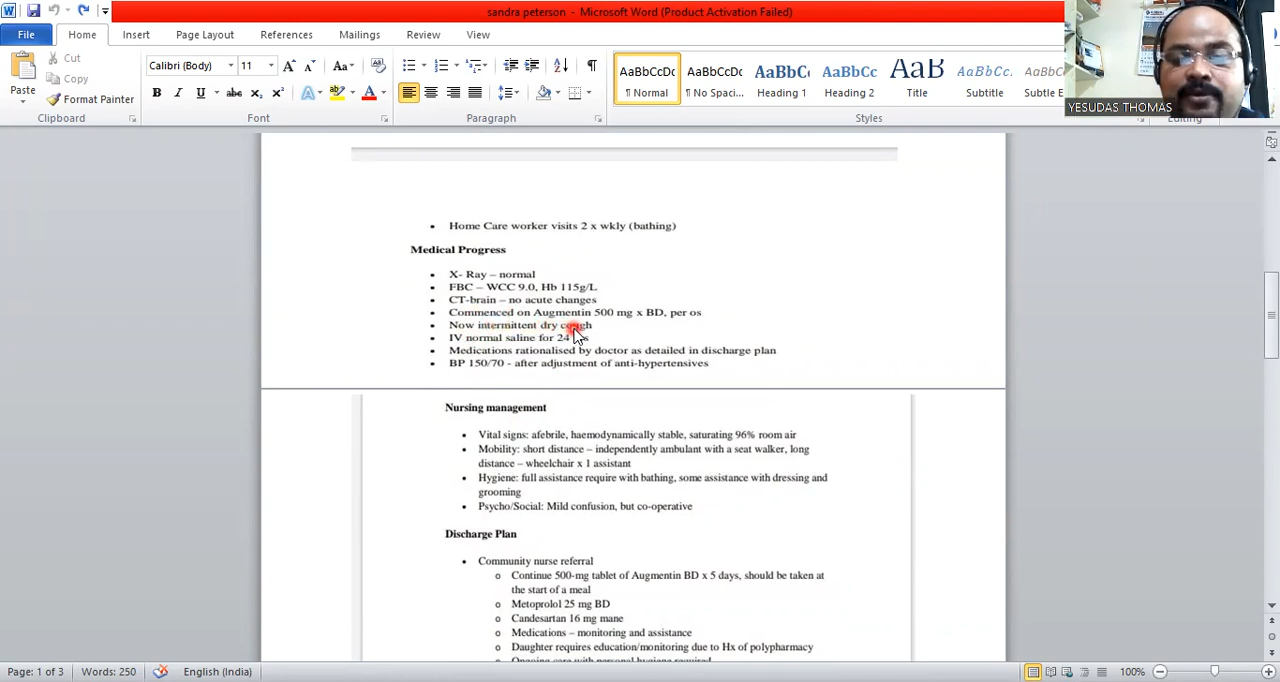 sandra peterson - Microsoft Word (Product Activation Failed)
File Home Insert Page Layout References Mailings Review View
Cut
Copy
Format Painter
Paste
Calibri (Body) 11
AaBbCcDc AaBbCcDc AaBbC AaBbCc AaB AaBbCc. AaBbCcD
¶ Normal ¶ No Spaci... Heading 1 Heading 2 Title Subtitle Subtle E
YESUDAS THOMAS
Clipboard Font Paragraph Styles Editing
Home Care worker visits 2 x wkly (bathing)
Medical Progress
X- Ray – normal
FBC – WCC 9.0, Hb 115g/L
CT-brain – no acute changes
Commenced on Augmentin 500 mg x BD, per os
Now intermittent dry cough
IV normal saline for 24
Medications rationalised by doctor as detailed in discharge plan
BP 150/70 - after adjustment of anti-hypertensives
Nursing management
Vital signs: afebrile, haemodynamically stable, saturating 96% room air
Mobility: short distance – independently ambulant with a seat walker, long
distance – wheelchair x 1 assistant
Hygiene: full assistance require with bathing, some assistance with dressing and
grooming
Psycho/Social: Mild confusion, but co-operative
Discharge Plan
Community nurse referral
Continue 500-mg tablet of Augmentin BD x 5 days, should be taken at
the start of a meal
Metoprolol 25 mg BD
Candesartan 16 mg mane
Medications – monitoring and assistance
Daughter requires education/monitoring due to Hx of polypharmacy
Ongoing care with personal hygiene required
Page: 1 of 3 Words: 250 English (India) 100%